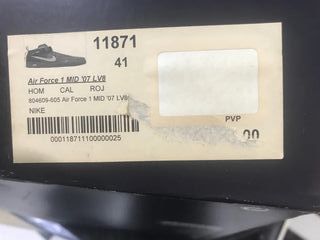 11871
41
Air Force 1 MID '07 LV8
HOM CAL ROJ
804609-605 Air Force 1 MID '07 LV8
NIKE
000118711100000025
PVP
00